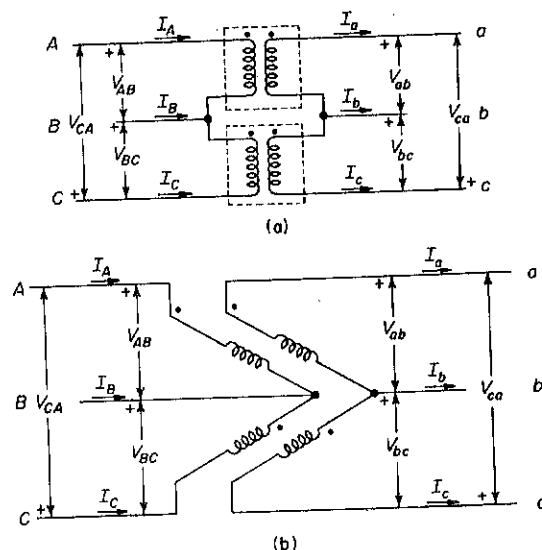 A I_A I_a a
+ + + +
V_AB V_ab
B V_CA I_B I_b V_ca b
+ +
V_BC V_bc
C + I_C I_c + c
(a)
I_A I_a a
A + + +
V_AB V_ab
B V_CA I_B I_b V_ca b
+ +
V_BC V_bc
C + I_C I_c + c
(b)